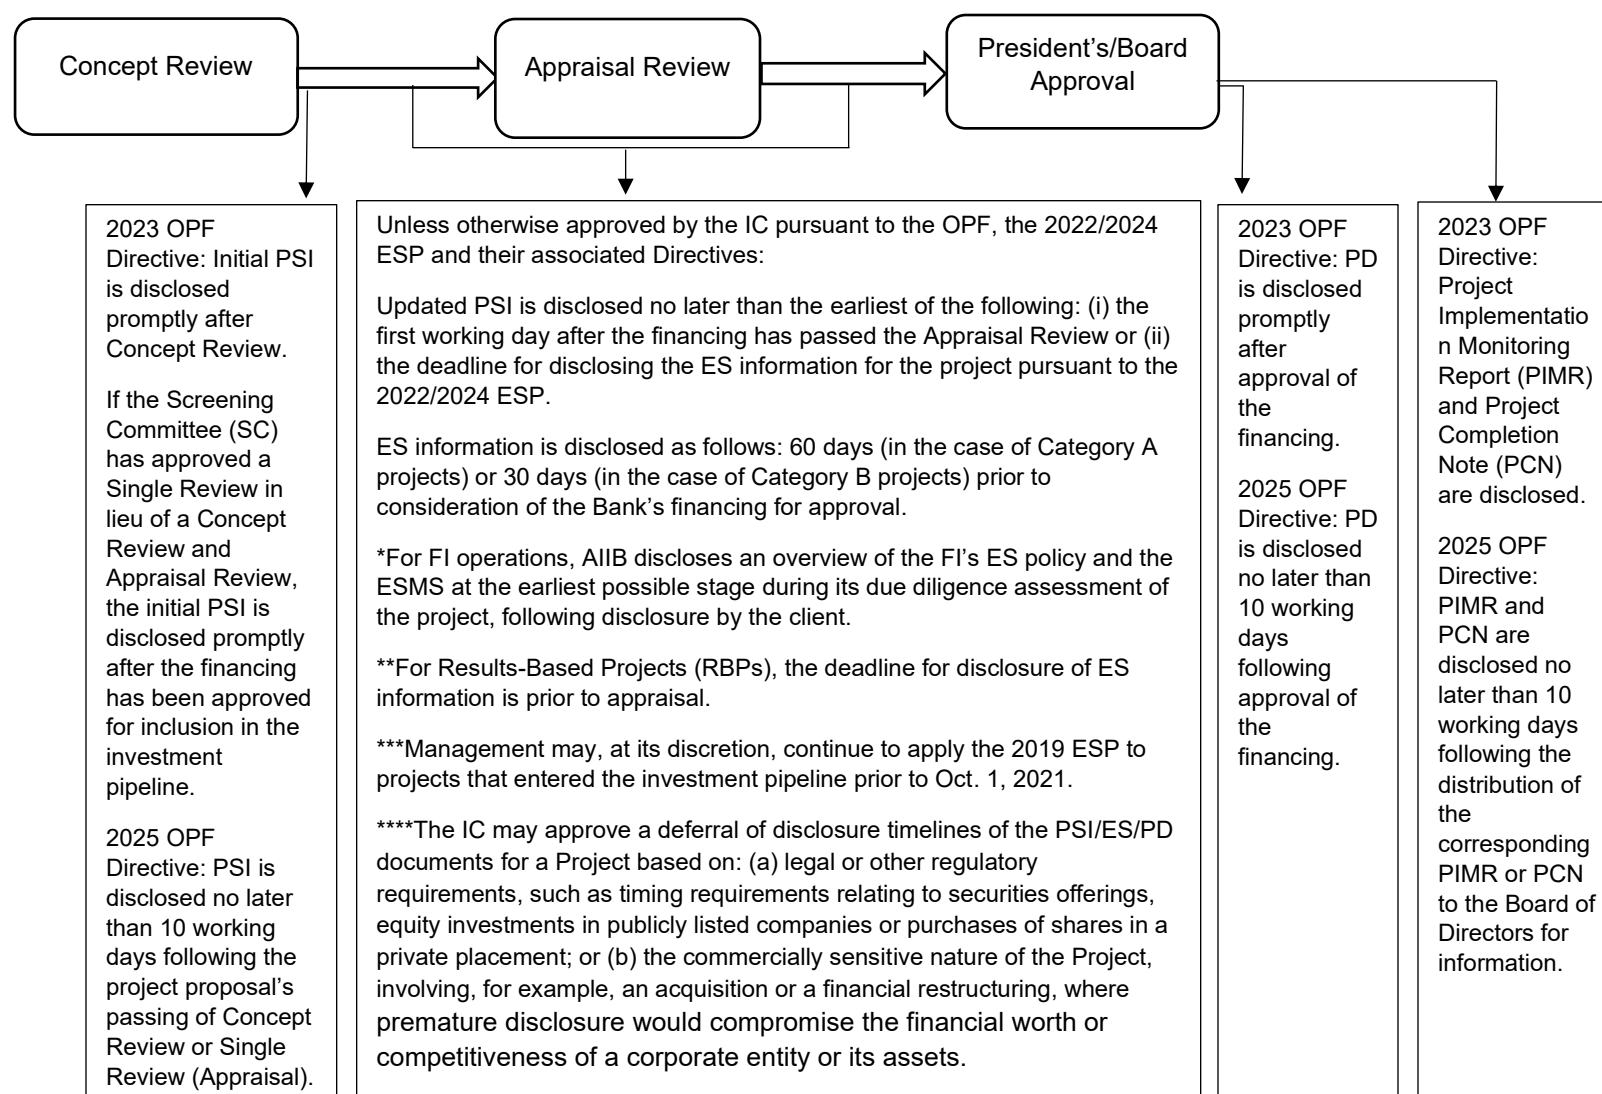 Concept Review
Appraisal Review
President’s/Board
Approval
2023 OPF
Directive: Initial PSI
is disclosed
promptly after
Concept Review.
If the Screening
Committee (SC)
has approved a
Single Review in
lieu of a Concept
Review and
Appraisal Review,
the initial PSI is
disclosed promptly
after the financing
has been approved
for inclusion in the
investment
pipeline.
2025 OPF
Directive: PSI is
disclosed no later
than 10 working
days following the
project proposal’s
passing of Concept
Review or Single
Review (Appraisal).
Unless otherwise approved by the IC pursuant to the OPF, the 2022/2024
ESP and their associated Directives:
Updated PSI is disclosed no later than the earliest of the following: (i) the
first working day after the financing has passed the Appraisal Review or (ii)
the deadline for disclosing the ES information for the project pursuant to the
2022/2024 ESP.
ES information is disclosed as follows: 60 days (in the case of Category A
projects) or 30 days (in the case of Category B projects) prior to
consideration of the Bank’s financing for approval.
*For FI operations, AIIB discloses an overview of the FI’s ES policy and the
ESMS at the earliest possible stage during its due diligence assessment of
the project, following disclosure by the client.
**For Results-Based Projects (RBPs), the deadline for disclosure of ES
information is prior to appraisal.
***Management may, at its discretion, continue to apply the 2019 ESP to
projects that entered the investment pipeline prior to Oct. 1, 2021.
****The IC may approve a deferral of disclosure timelines of the PSI/ES/PD
documents for a Project based on: (a) legal or other regulatory
requirements, such as timing requirements relating to securities offerings,
equity investments in publicly listed companies or purchases of shares in a
private placement; or (b) the commercially sensitive nature of the Project,
involving, for example, an acquisition or a financial restructuring, where
premature disclosure would compromise the financial worth or
competitiveness of a corporate entity or its assets.
2023 OPF
Directive: PD
is disclosed
promptly
after
approval of
the
financing.
2025 OPF
Directive: PD
is disclosed
no later than
10 working
days
following
approval of
the
financing.
2023 OPF
Directive:
Project
Implementatio
n Monitoring
Report (PIMR)
and Project
Completion
Note (PCN)
are disclosed.
2025 OPF
Directive:
PIMR and
PCN are
disclosed no
later than 10
working days
following the
distribution of
the
corresponding
PIMR or PCN
to the Board of
Directors for
information.